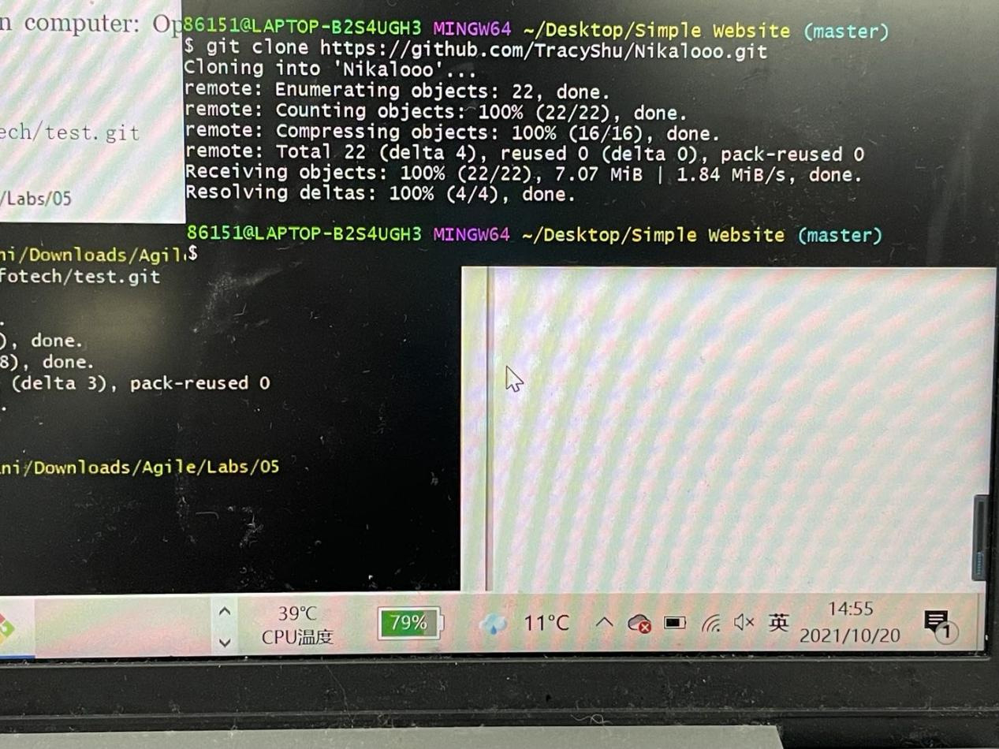 n computer: Op
ech/test.git
/Labs/05
86151@LAPTOP-B2S4UGH3 MINGW64 ~/Desktop/Simple Website (master)
$ git clone https://github.com/TracyShu/Nikalooo.git
Cloning into 'Nikalooo'...
remote: Enumerating objects: 22, done.
remote: Counting objects: 100% (22/22), done.
remote: Compressing objects: 100% (16/16), done.
remote: Total 22 (delta 4), reused 0 (delta 0), pack-reused 0
Receiving objects: 100% (22/22), 7.07 MiB | 1.84 MiB/s, done.
Resolving deltas: 100% (4/4), done.
86151@LAPTOP-B2S4UGH3 MINGW64 ~/Desktop/Simple Website (master)
$
ni/Downloads/Agil
fotech/test.git
.
), done.
8), done.
(delta 3), pack-reused 0
.
ni/Downloads/Agile/Labs/05
39℃
CPU温度
79%
11°C
英
14:55
2021/10/20
1